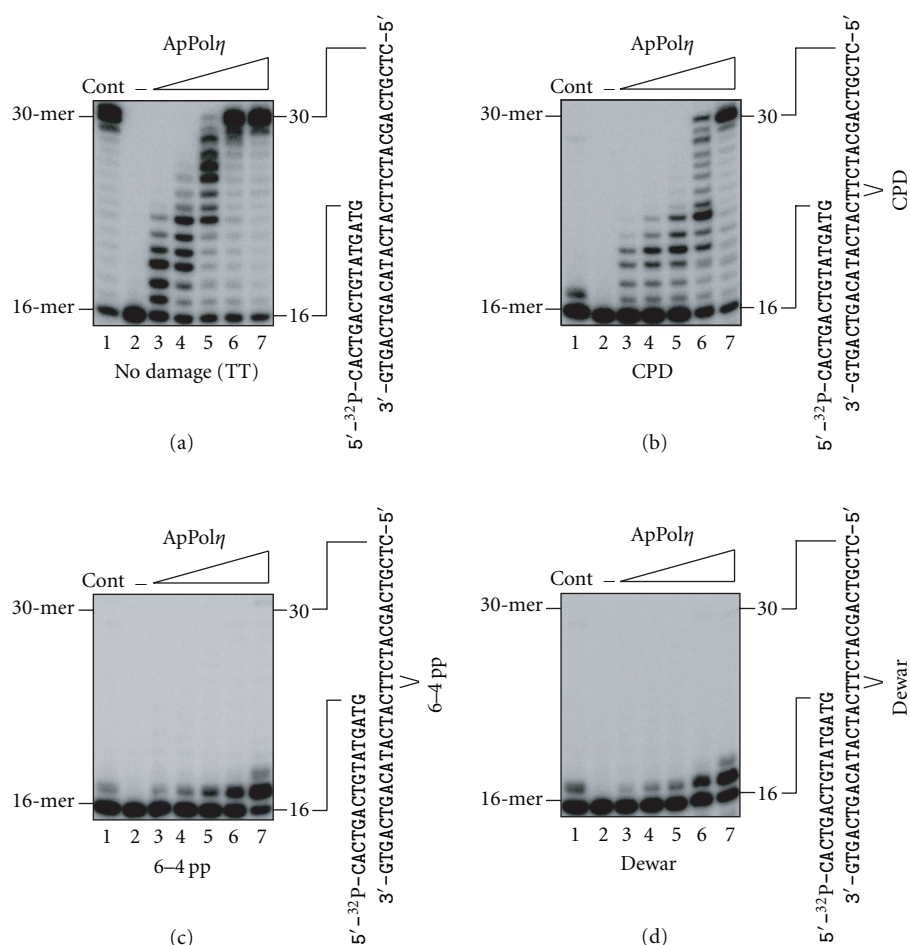 ApPolη
Cont –
30-mer
30
16-mer
16
1 2 3 4 5 6 7
No damage (TT)
5′-³²P-CACTGACTGTATGATG
3′-GTGACTGACATACTACTTCTACGACTGCTC-5′
(a)
ApPolη
Cont –
30-mer
30
16-mer
16
1 2 3 4 5 6 7
CPD
5′-³²P-CACTGACTGTATGATG
3′-GTGACTGACATACTACTTCTACGACTGCTC-5′
CPD
(b)
ApPolη
Cont –
30-mer
30
16-mer
16
1 2 3 4 5 6 7
6–4 pp
5′-³²P-CACTGACTGTATGATG
3′-GTGACTGACATACTACTTCTACGACTGCTC-5′
6–4 pp
(c)
ApPolη
Cont –
30-mer
30
16-mer
16
1 2 3 4 5 6 7
Dewar
5′-³²P-CACTGACTGTATGATG
3′-GTGACTGACATACTACTTCTACGACTGCTC-5′
Dewar
(d)